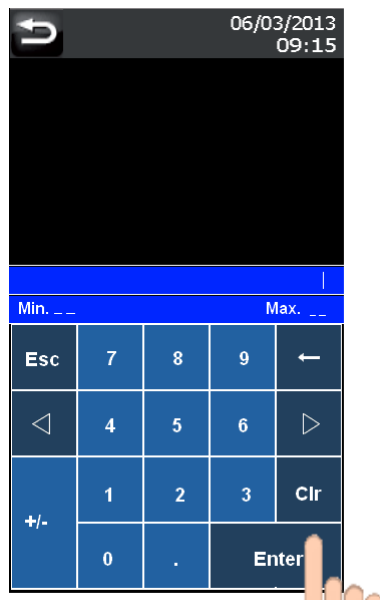 06/03/2013
09:15
Min. _ _ Max. _ _
Esc 7 8 9 ←
◁ 4 5 6 ▷
+/- 1 2 3 Clr
0 . Enter